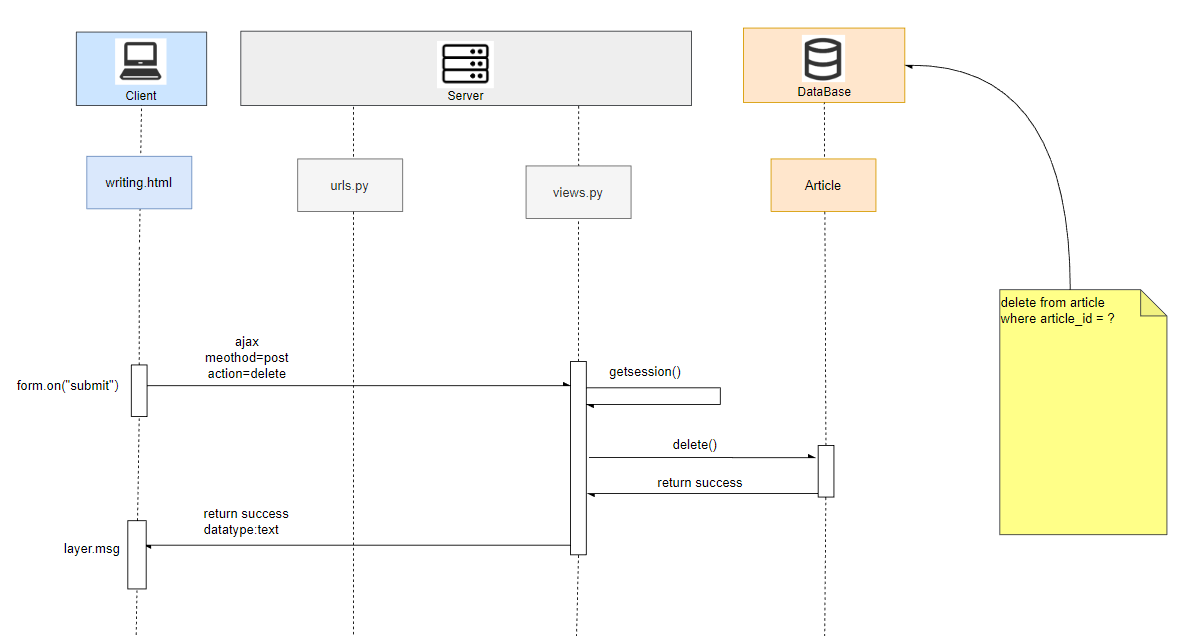 Client
Server
DataBase
writing.html
urls.py
views.py
Article
delete from article
where article_id = ?
ajax
meothod=post
action=delete
form.on("submit")
getsession()
delete()
return success
return success
datatype:text
layer.msg